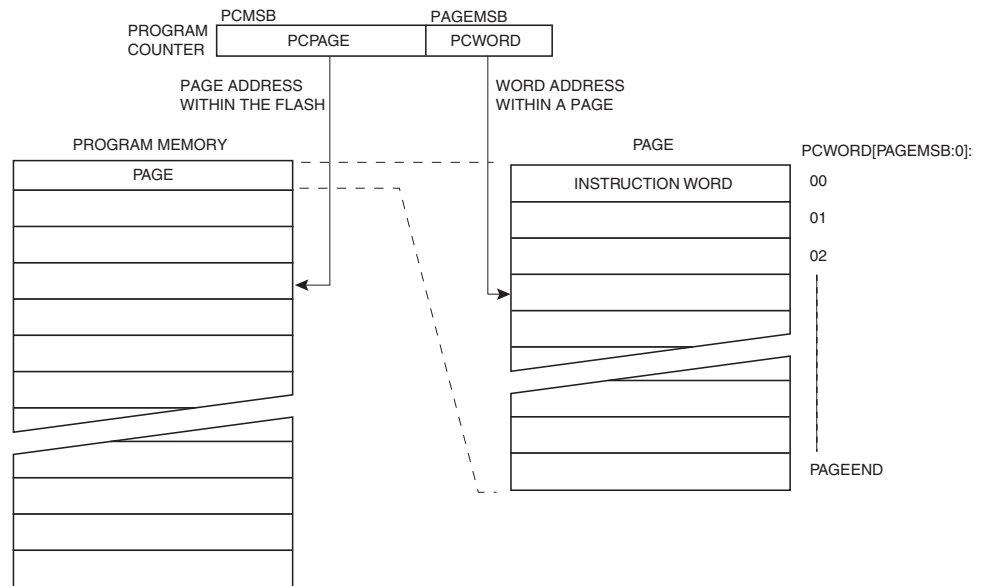 PCMSB
PAGEMSB
PROGRAM
COUNTER
PCPAGE
PCWORD
PAGE ADDRESS
WITHIN THE FLASH
WORD ADDRESS
WITHIN A PAGE
PROGRAM MEMORY
PAGE
PAGE
INSTRUCTION WORD
PCWORD[PAGEMSB:0]:
00
01
02
PAGEEND